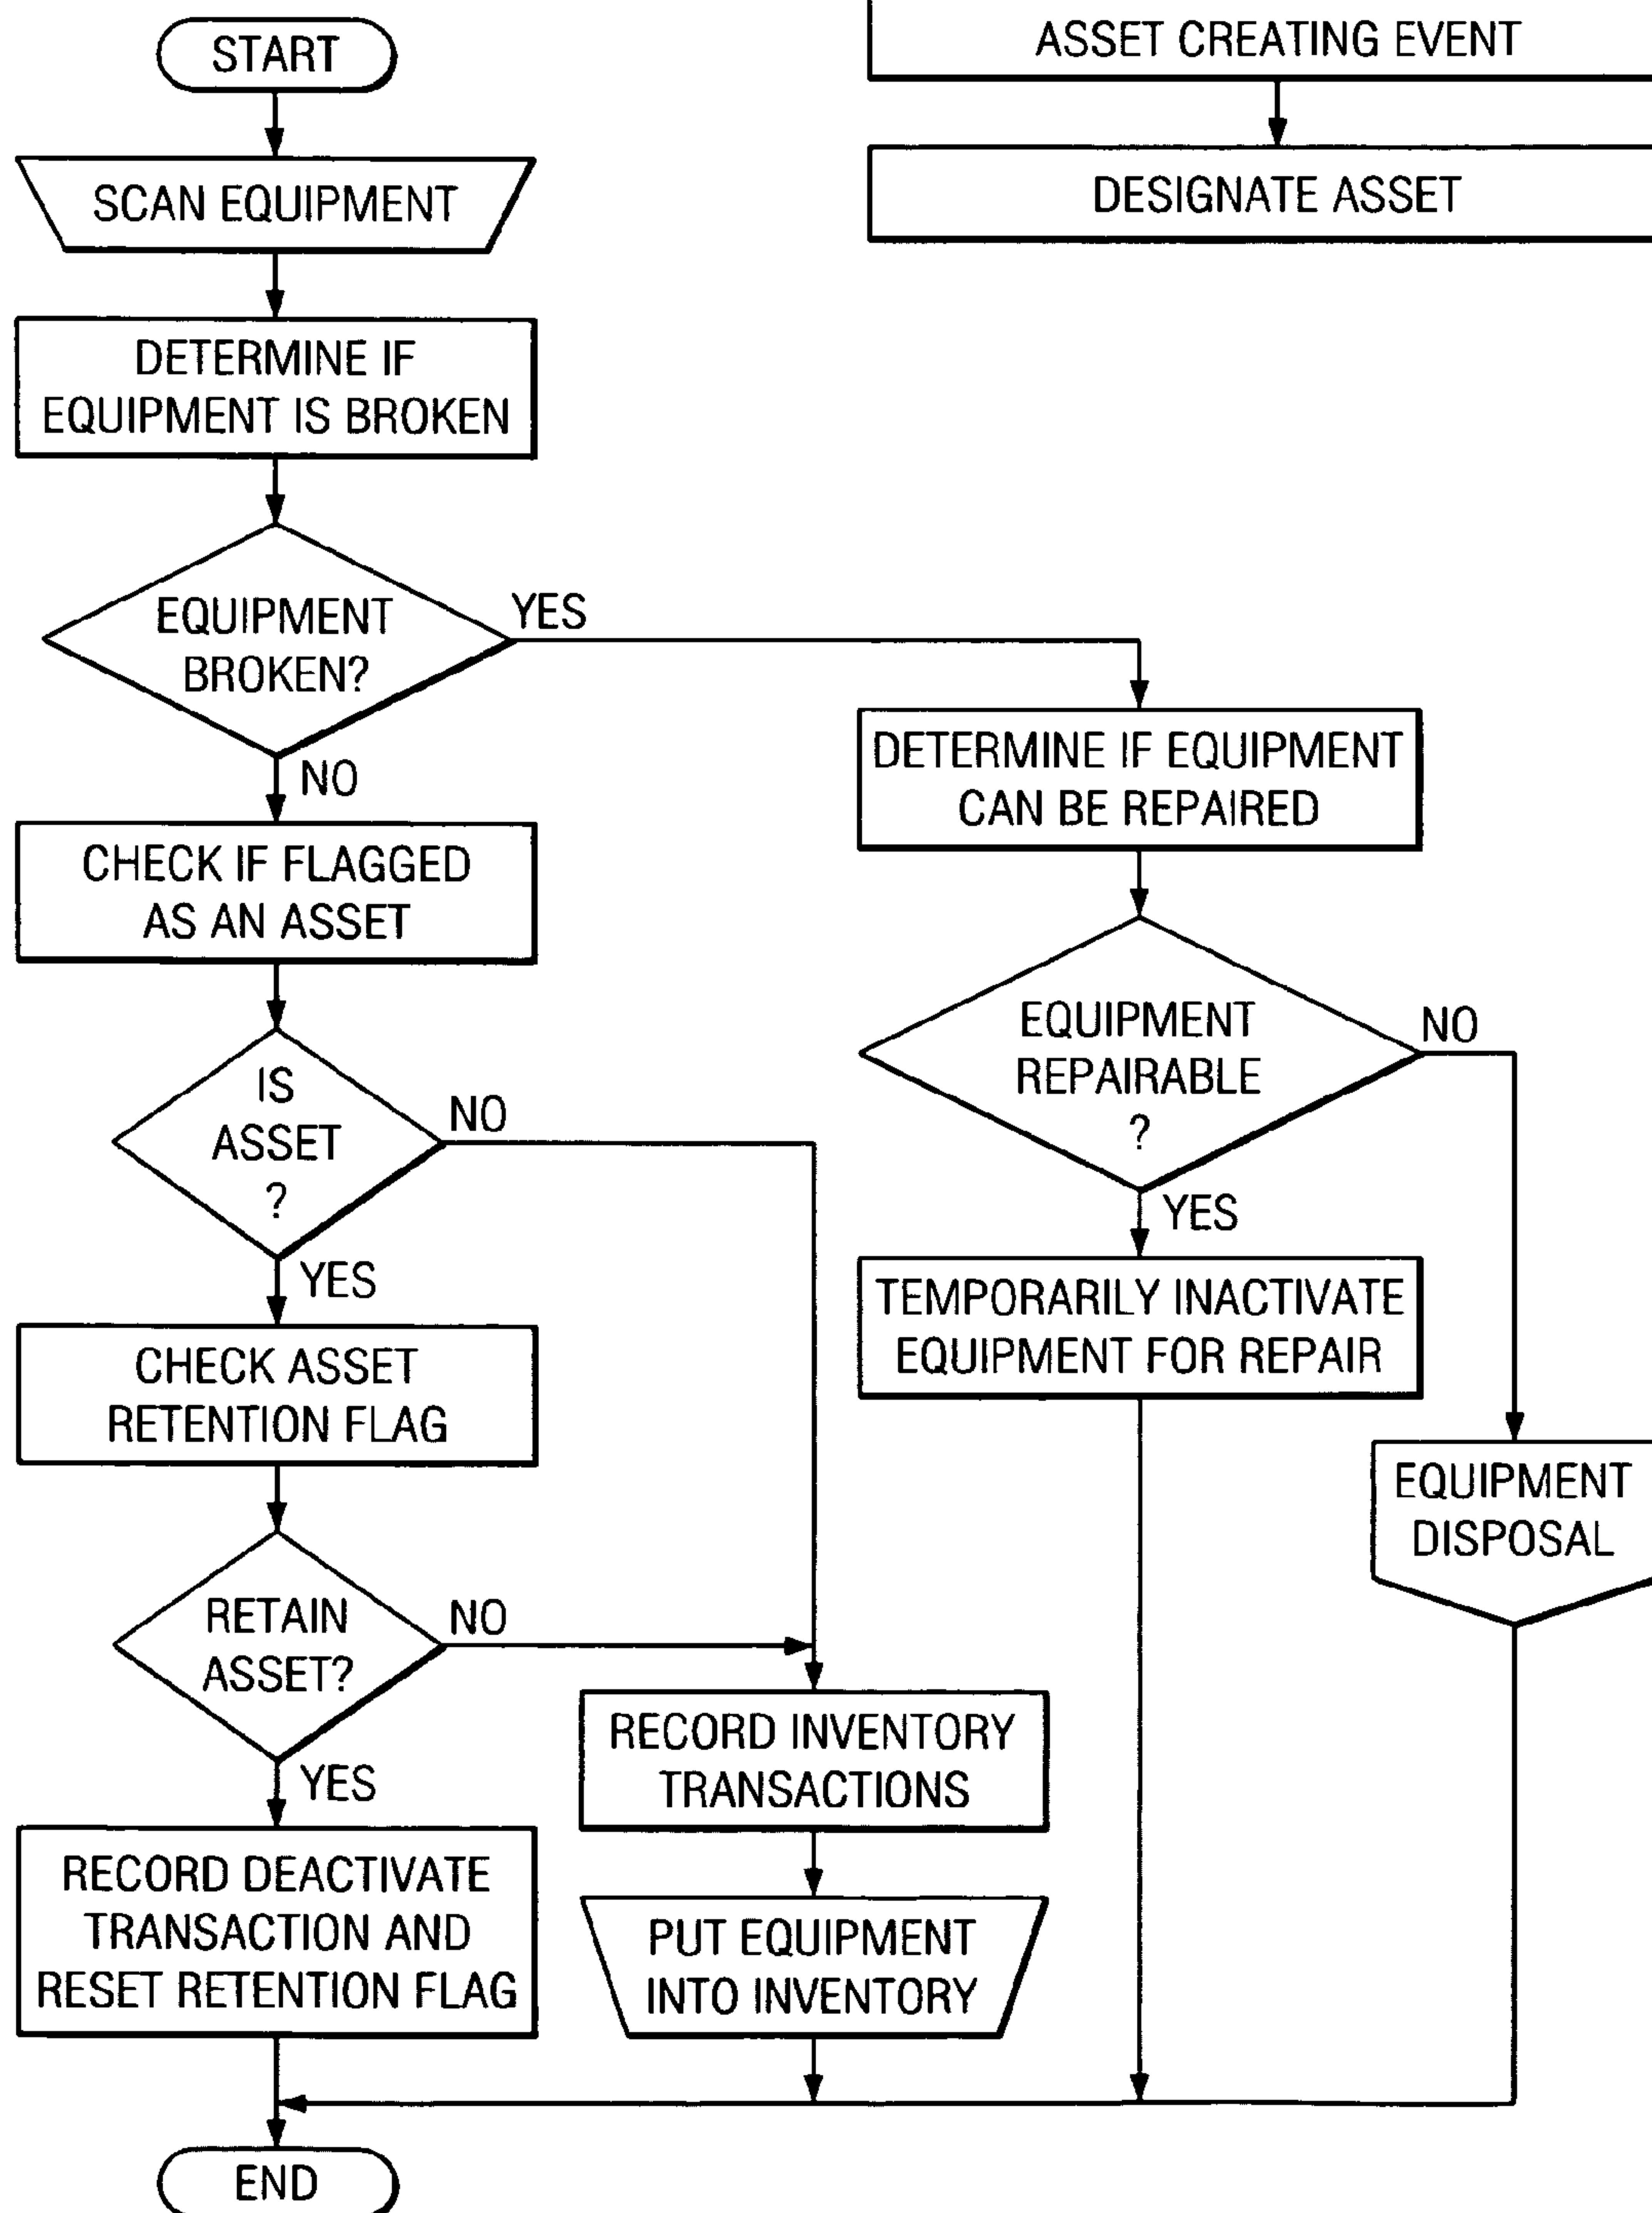 START
SCAN EQUIPMENT
DETERMINE IF
EQUIPMENT IS BROKEN
EQUIPMENT
BROKEN?
YES
NO
CHECK IF FLAGGED
AS AN ASSET
IS
ASSET
?
NO
YES
CHECK ASSET
RETENTION FLAG
RETAIN
ASSET?
NO
YES
RECORD DEACTIVATE
TRANSACTION AND
RESET RETENTION FLAG
RECORD INVENTORY
TRANSACTIONS
PUT EQUIPMENT
INTO INVENTORY
END
ASSET CREATING EVENT
DESIGNATE ASSET
DETERMINE IF EQUIPMENT
CAN BE REPAIRED
EQUIPMENT
REPAIRABLE
?
NO
YES
TEMPORARILY INACTIVATE
EQUIPMENT FOR REPAIR
EQUIPMENT
DISPOSAL